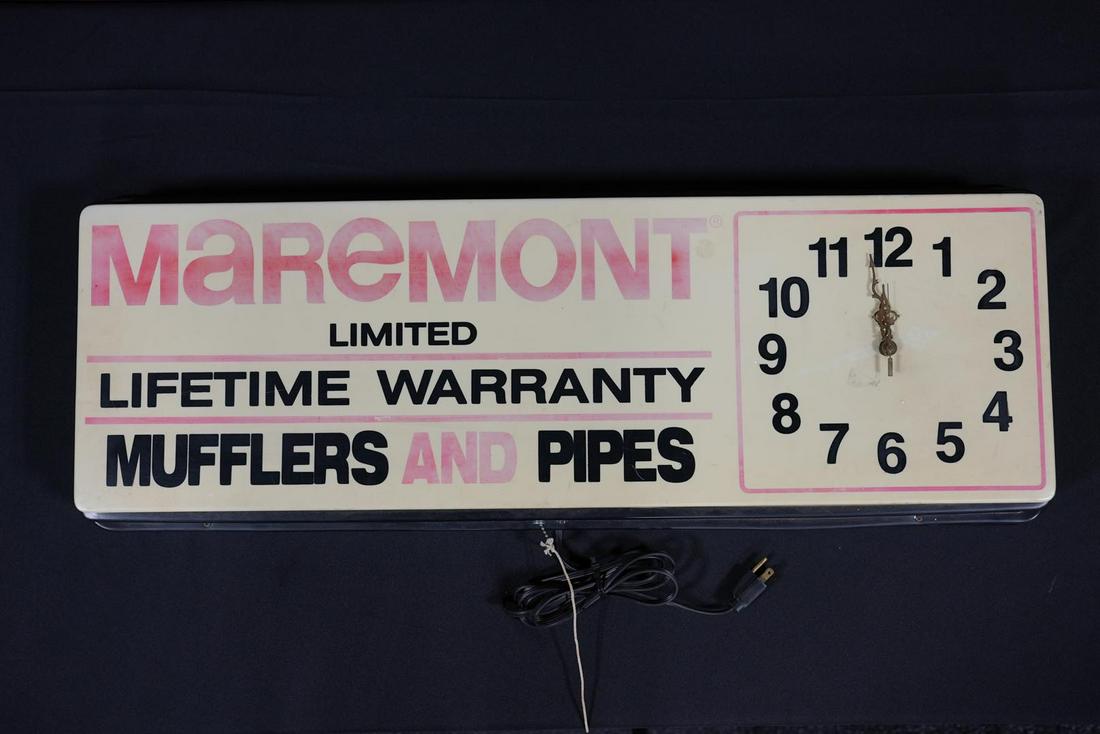 MaReMONT®
LIMITED
LIFETIME WARRANTY
MUFFLERS AND PIPES
12
11 1
10 2
9 3
8 4
7 5
6